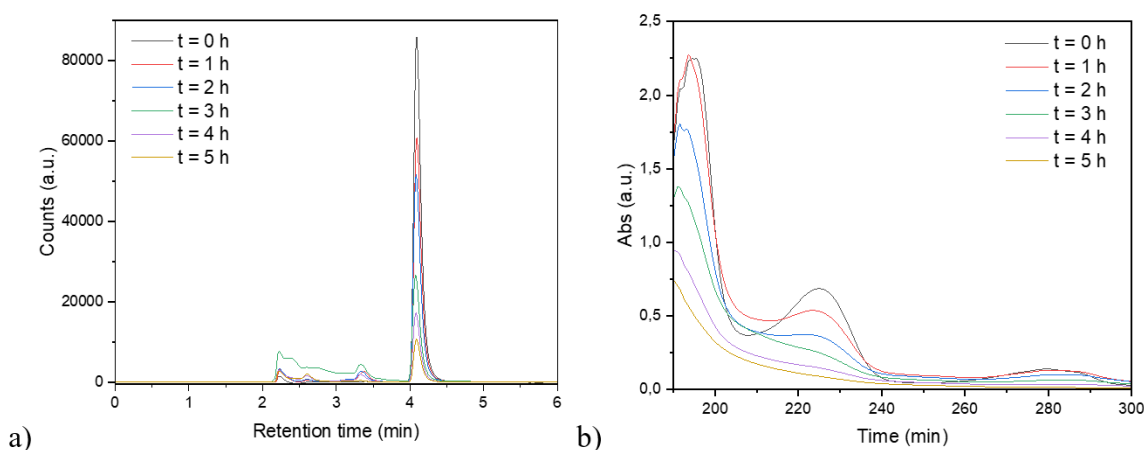 t = 0 h
t = 1 h
t = 2 h
t = 3 h
t = 4 h
t = 5 h
80000
60000
40000
20000
0
Counts (a.u.)
0 1 2 3 4 5 6
Retention time (min)
a)
t = 0 h
t = 1 h
t = 2 h
t = 3 h
t = 4 h
t = 5 h
2,5
2,0
1,5
1,0
0,5
0,0
Abs (a.u.)
200 220 240 260 280 300
Time (min)
b)